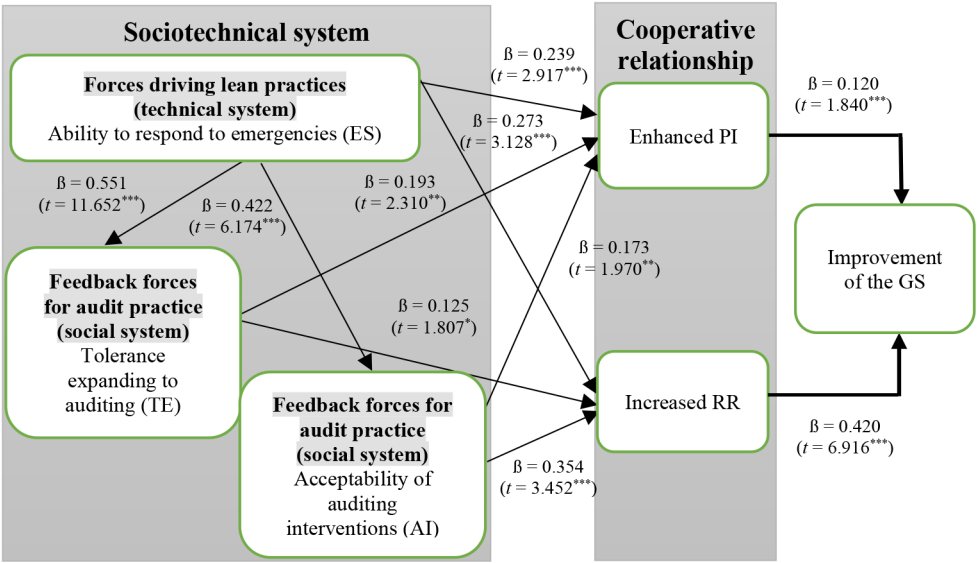 Sociotechnical system
Forces driving lean practices
(technical system)
Ability to respond to emergencies (ES)
ß = 0.551
(t = 11.652***)
ß = 0.422
(t = 6.174***)
Feedback forces
for audit practice
(social system)
Tolerance
expanding to
auditing (TE)
Feedback forces for
audit practice
(social system)
Acceptability of
auditing
interventions (AI)
ß = 0.239
(t = 2.917***)
ß = 0.273
(t = 3.128***)
ß = 0.193
(t = 2.310**)
ß = 0.173
(t = 1.970**)
ß = 0.125
(t = 1.807*)
ß = 0.354
(t = 3.452***)
Cooperative
relationship
Enhanced PI
Increased RR
ß = 0.120
(t = 1.840***)
Improvement
of the GS
ß = 0.420
(t = 6.916***)